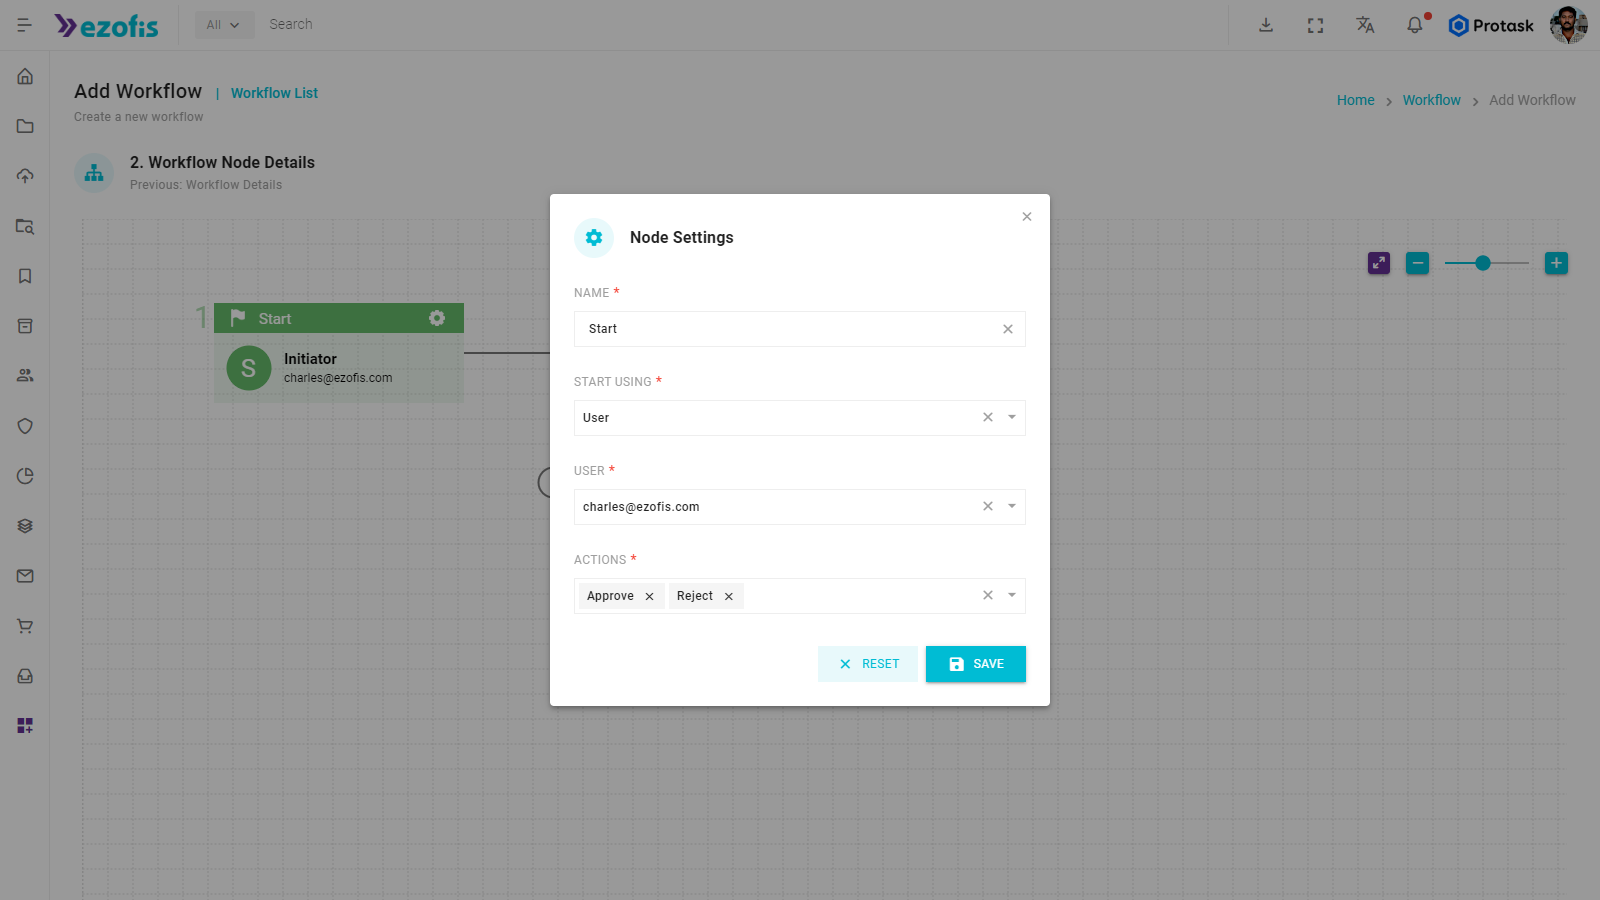 ezofis
All
Search
Protask
Add Workflow | Workflow List
Create a new workflow
Home > Workflow > Add Workflow
2. Workflow Node Details
Previous: Workflow Details
1
Start
S
Initiator
charles@ezofis.com
Node Settings
NAME *
Start
START USING *
User
USER *
charles@ezofis.com
ACTIONS *
Approve
Reject
RESET
SAVE